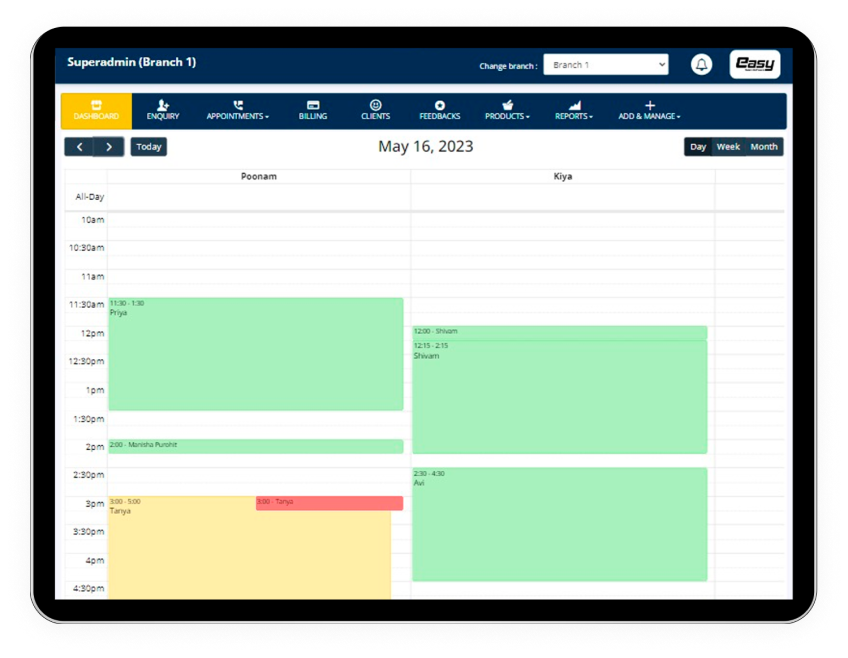 Superadmin (Branch 1)
Change branch :
Branch 1
Easy
DASHBOARD
ENQUIRY
APPOINTMENTS
BILLING
CLIENTS
FEEDBACKS
PRODUCTS
REPORTS
ADD & MANAGE
Today
May 16, 2023
Day Week Month
Poonam
Kiya
All-Day
10am
10:30am
11am
11:30am
11:30 - 1:30
Priya
12pm
12:00 - Shivam
12:15 - 2:15
Shivam
12:30pm
1pm
1:30pm
2pm
2:00 - Manisha Purohit
2:30pm
2:30 - 4:30
Avi
3pm
3:00 - 5:00
Tanya
3:00 - Tanya
3:30pm
4pm
4:30pm